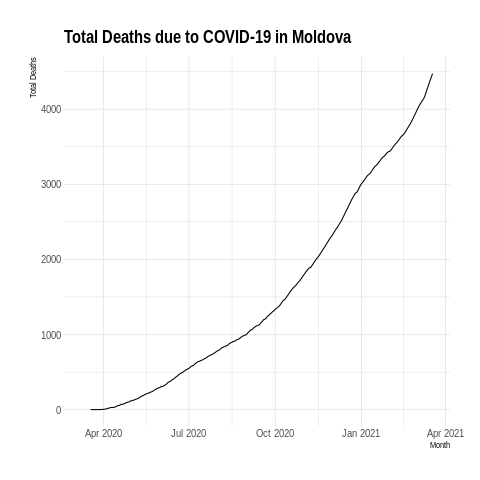 Total Deaths due to COVID-19 in Moldova
Total Deaths
4000
3000
2000
1000
0
Apr 2020 Jul 2020 Oct 2020 Jan 2021 Apr 2021
Month